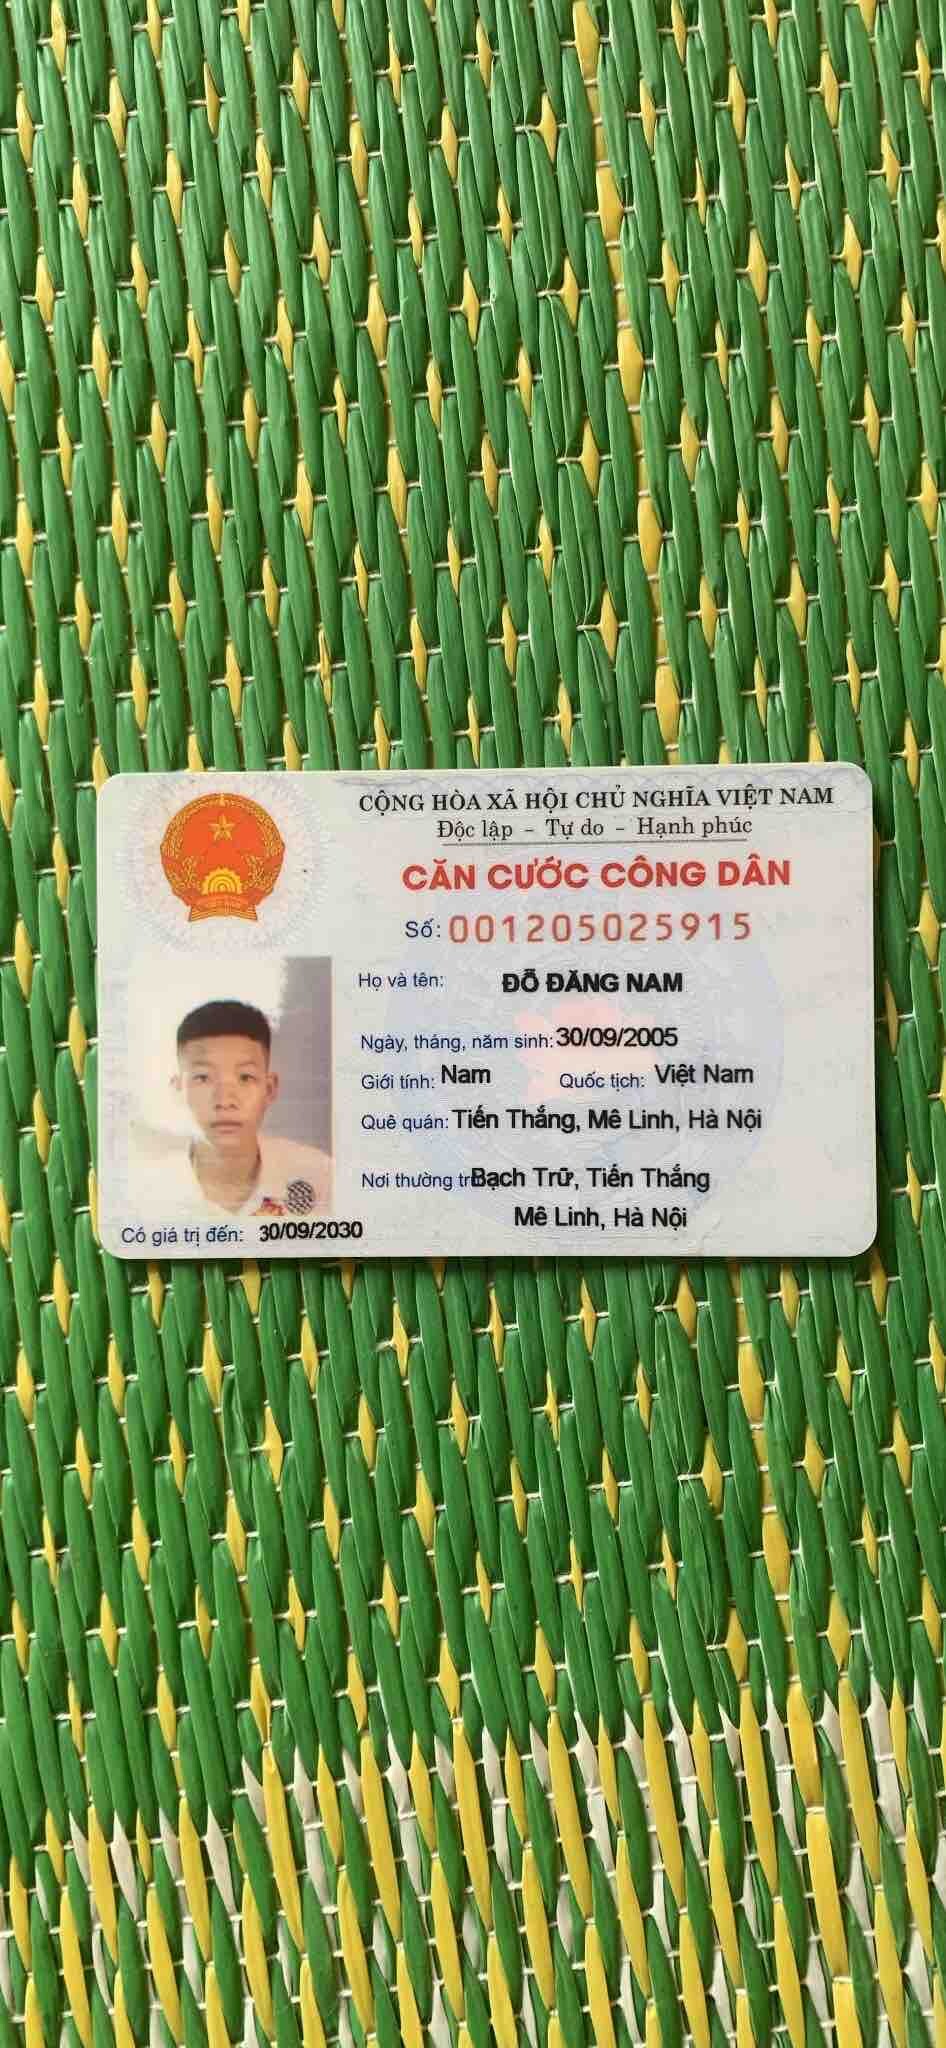 CỘNG HÒA XÃ HỘI CHỦ NGHĨA VIỆT NAM
Độc lập - Tự do - Hạnh phúc
CĂN CƯỚC CÔNG DÂN
Số: 001205025915
Họ và tên: ĐỖ ĐĂNG NAM
Ngày, tháng, năm sinh: 30/09/2005
Giới tính: Nam Quốc tịch: Việt Nam
Quê quán: Tiến Thắng, Mê Linh, Hà Nội
Nơi thường tr Bạch Trữ, Tiến Thắng
Mê Linh, Hà Nội
Có giá trị đến: 30/09/2030